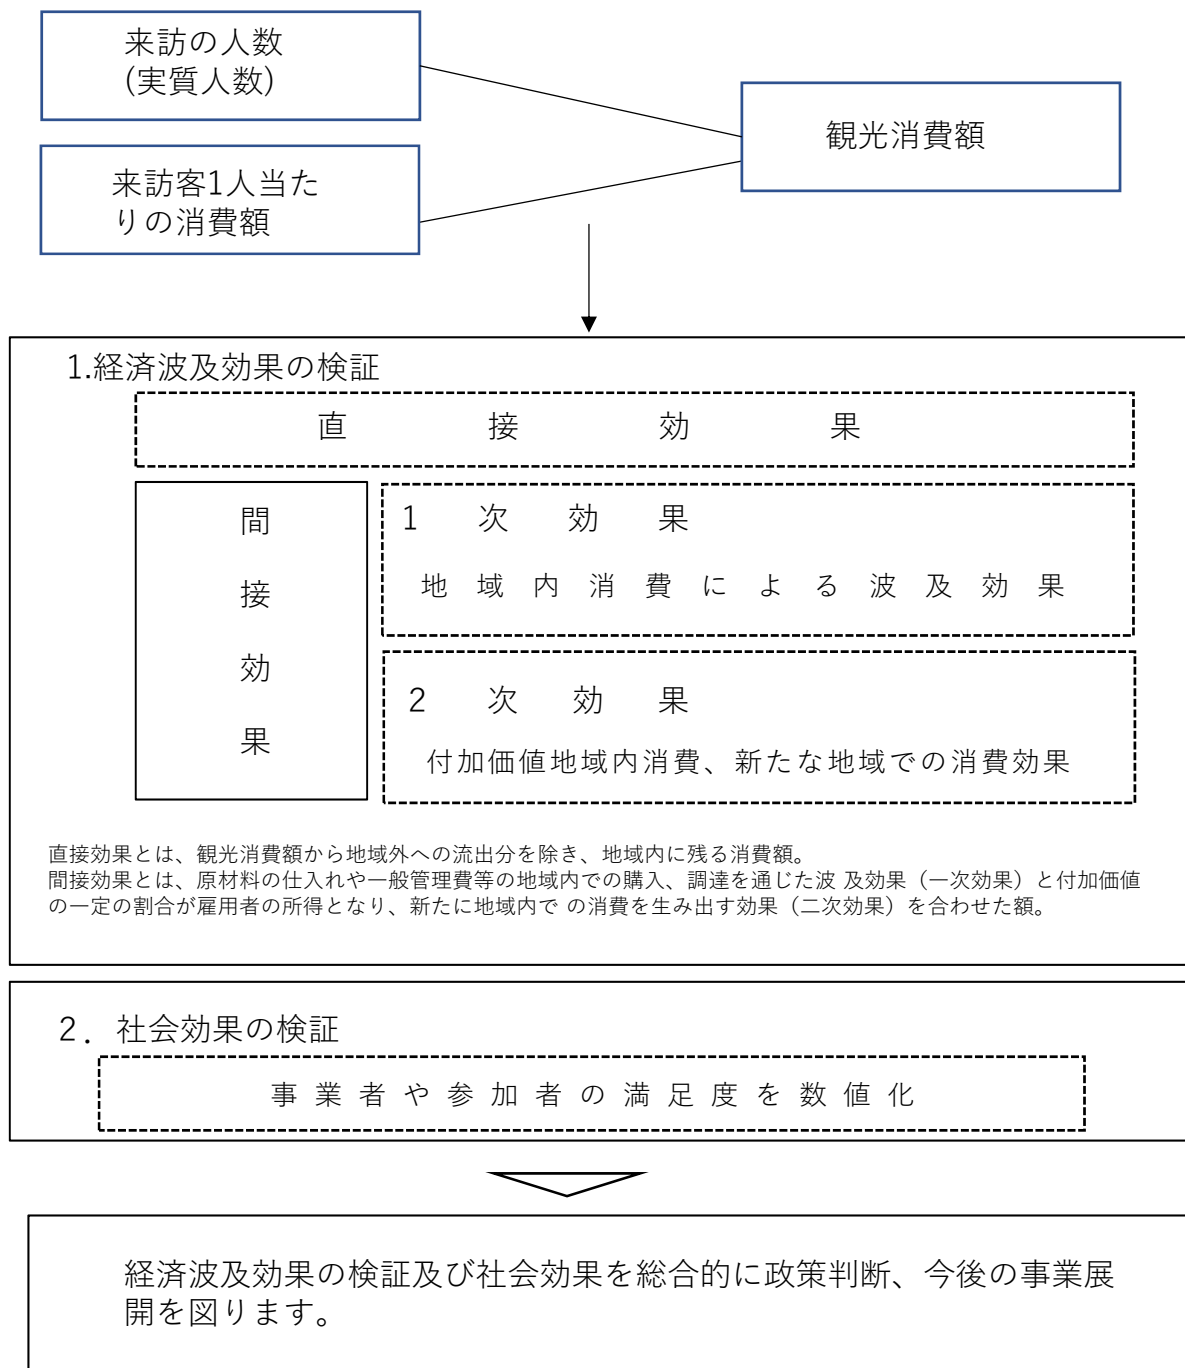 来訪の人数
(実質人数)
観光消費額
来訪客1人当た
りの消費額
1.経済波及効果の検証
直接効果
間接効果
1次効果
地域内消費による波及効果
2次効果
付加価値地域内消費、新たな地域での消費効果
直接効果とは、観光消費額から地域外への流出分を除き、地域内に残る消費額。
間接効果とは、原材料の仕入れや一般管理費等の地域内での購入、調達を通じた波 及効果（一次効果）と付加価値
の一定の割合が雇用者の所得となり、新たに地域内で の消費を生み出す効果（二次効果）を合わせた額。
2．社会効果の検証
事業者や参加者の満足度を数値化
経済波及効果の検証及び社会効果を総合的に政策判断、今後の事業展
開を図ります。